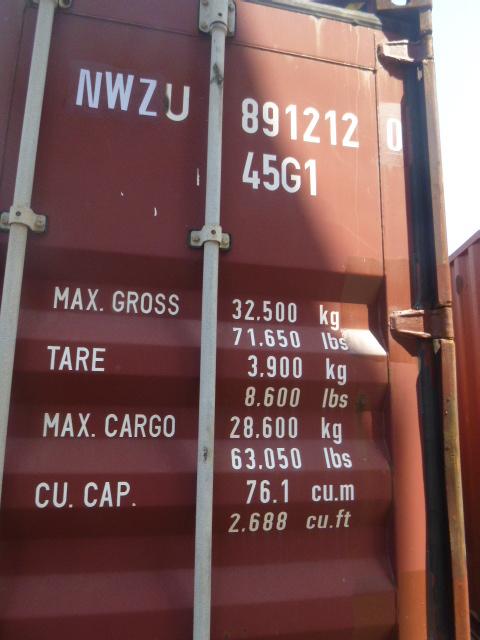 NWZU 891212 0
45G1
MAX. GROSS 32.500 kg
71.650 lbs
TARE 3.900 kg
8.600 lbs
MAX. CARGO 28.600 kg
63.050 lbs
CU. CAP. 76.1 cu.m
2.688 cu.ft